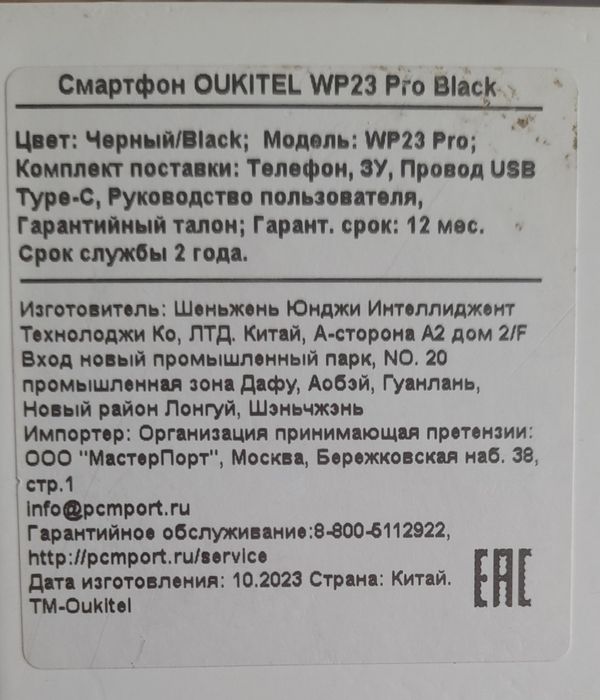 Смартфон OUKITEL WP23 Pro Black
Цвет: Черный/Black; Модель: WP23 Pro;
Комплект поставки: Телефон, ЗУ, Провод USB
Type-C, Руководство пользователя,
Гарантийный талон; Гарант. срок: 12 мес.
Срок службы 2 года.
Изготовитель: Шеньжень Юнджи Интеллиджент
Технолоджи Ко, ЛТД. Китай, А-сторона А2 дом 2/F
Вход новый промышленный парк, NO. 20
промышленная зона Дафу, Аобэй, Гуанлань,
Новый район Лонгуй, Шэньчжэнь
Импортер: Организация принимающая претензии:
ООО "МастерПорт", Москва, Бережковская наб. 38,
стр.1
info@pcmport.ru
Гарантийное обслуживание:8-800-5112922,
http://pcmport.ru/service
Дата изготовления: 10.2023 Страна: Китай.
TM-Oukitel
EAC